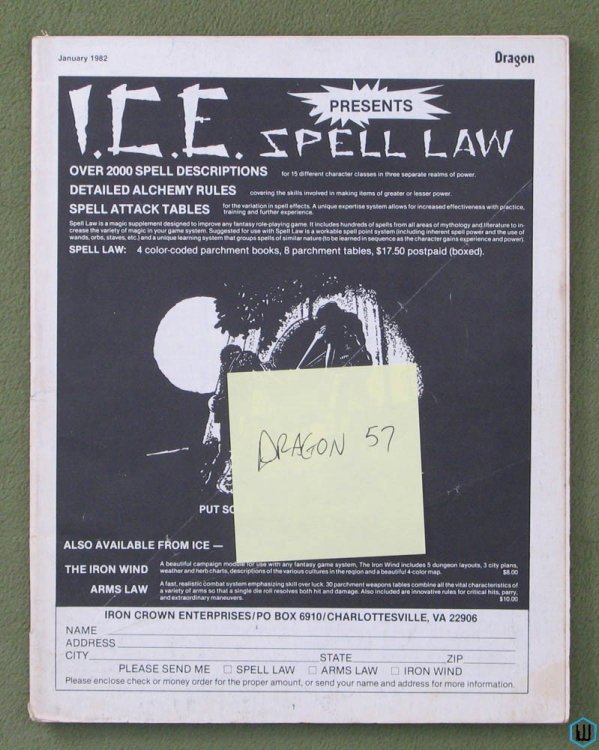 January 1982
Dragon
I.C.E. PRESENTS
SPELL LAW
OVER 2000 SPELL DESCRIPTIONS for 15 different character classes in three separate realms of power.
DETAILED ALCHEMY RULES covering the skills involved in making items of greater or lesser power.
SPELL ATTACK TABLES for the variation in spell effects. A unique expertise system allows for increased effectiveness with practice,
training and further experience.
Spell Law is a magic supplement designed to improve any fantasy role-playing game. It includes hundreds of spells from all areas of mythology and literature to in-
crease the variety of magic in your game system. Suggested for use with Spell Law is a workable spell point system (including inherent spell power and the use of
wands, orbs, staves, etc.) and a unique learning system that groups spells of similar nature (to be learned in sequence as the character gains experience and power).
SPELL LAW: 4 color-coded parchment books, 8 parchment tables, $17.50 postpaid (boxed).
DRAGON 57
PUT
ALSO AVAILABLE FROM ICE —
THE IRON WIND A beautiful campaign module for use with any fantasy game system, The Iron Wind includes 5 dungeon layouts, 3 city plans,
weather and herb charts, descriptions of the various cultures in the region and a beautiful 4-color map. $8.00
ARMS LAW A fast, realistic combat system emphasizing skill over luck. 30 parchment weapons tables combine all the vital characteristics of
a variety of arms so that a single die roll resolves both hit and damage. Also included are innovative rules for critical hits, parry,
and extraordinary maneuvers. $10.00
IRON CROWN ENTERPRISES/PO BOX 6910/CHARLOTTESVILLE, VA 22906
NAME
ADDRESS
CITY STATE ZIP
PLEASE SEND ME □ SPELL LAW □ ARMS LAW □ IRON WIND
Please enclose check or money order for the proper amount, or send your name and address for more information.
1